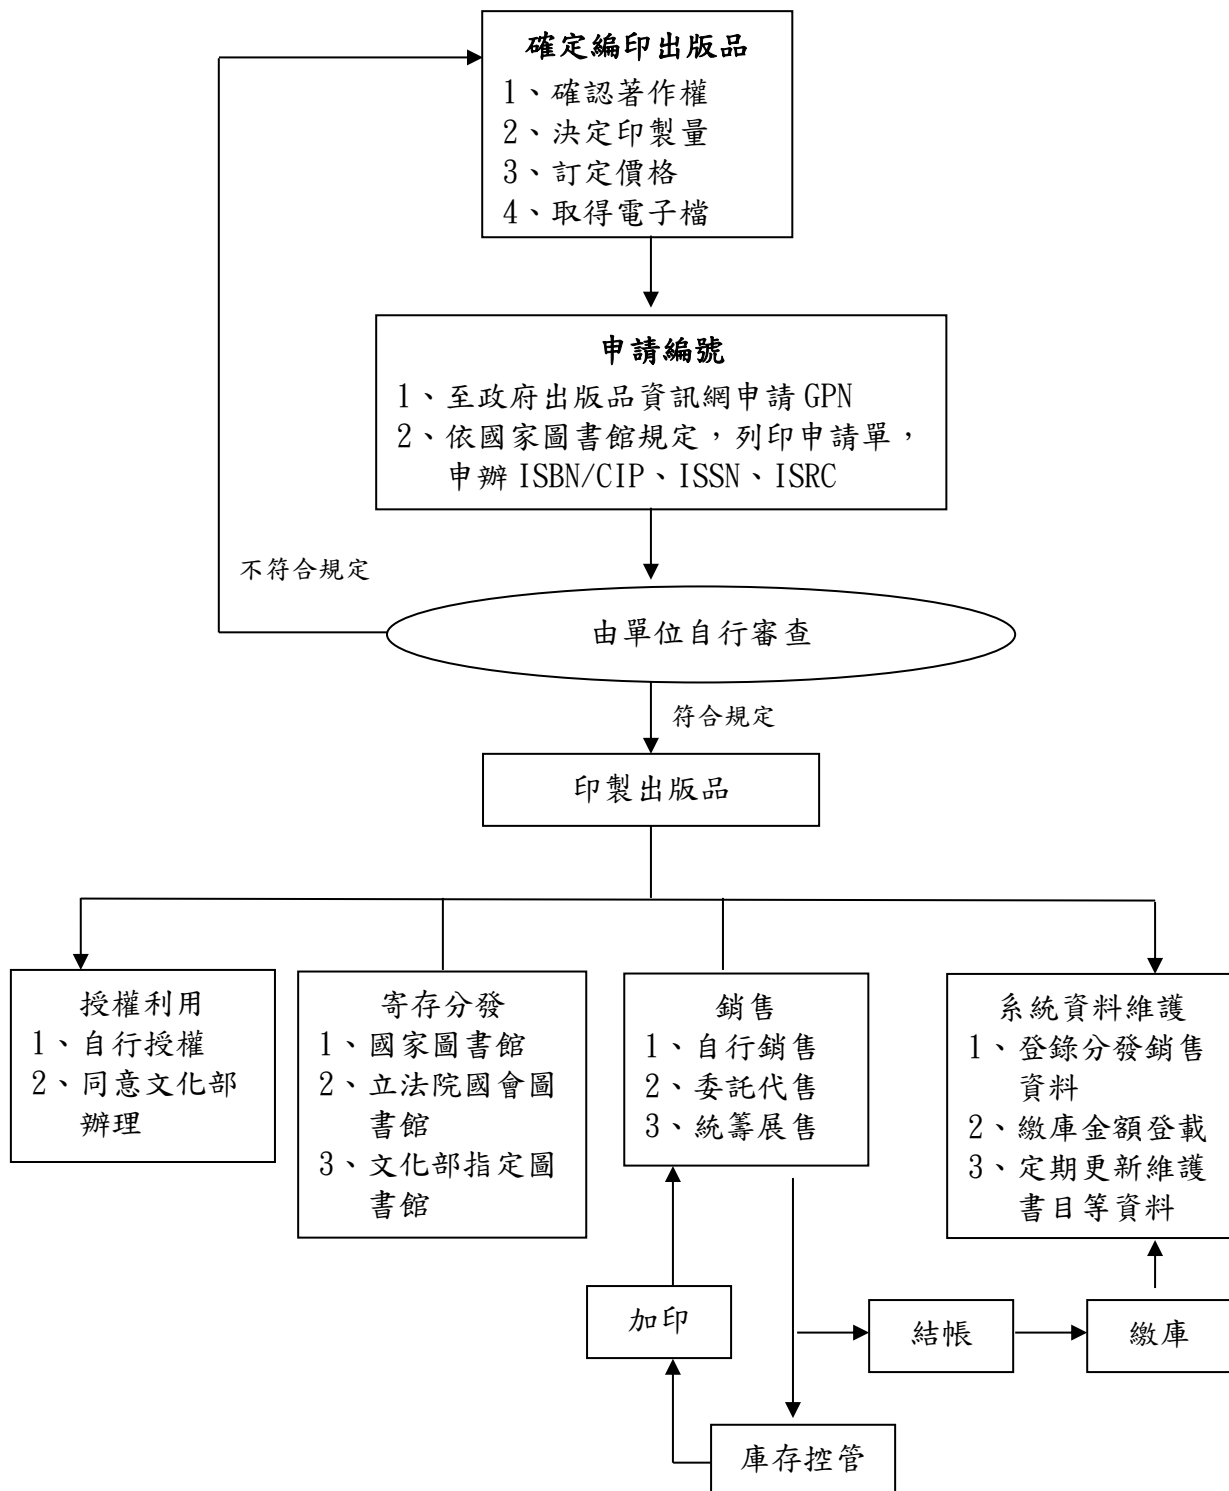 確定編印出版品
1、確認著作權
2、決定印製量
3、訂定價格
4、取得電子檔
申請編號
1、至政府出版品資訊網申請 GPN
2、依國家圖書館規定，列印申請單，
申辦 ISBN/CIP、ISSN、ISRC
不符合規定
由單位自行審查
符合規定
印製出版品
授權利用
1、自行授權
2、同意文化部
辦理
寄存分發
1、國家圖書館
2、立法院國會圖
書館
3、文化部指定圖
書館
銷售
1、自行銷售
2、委託代售
3、統籌展售
系統資料維護
1、登錄分發銷售
資料
2、繳庫金額登載
3、定期更新維護
書目等資料
加印
結帳
繳庫
庫存控管